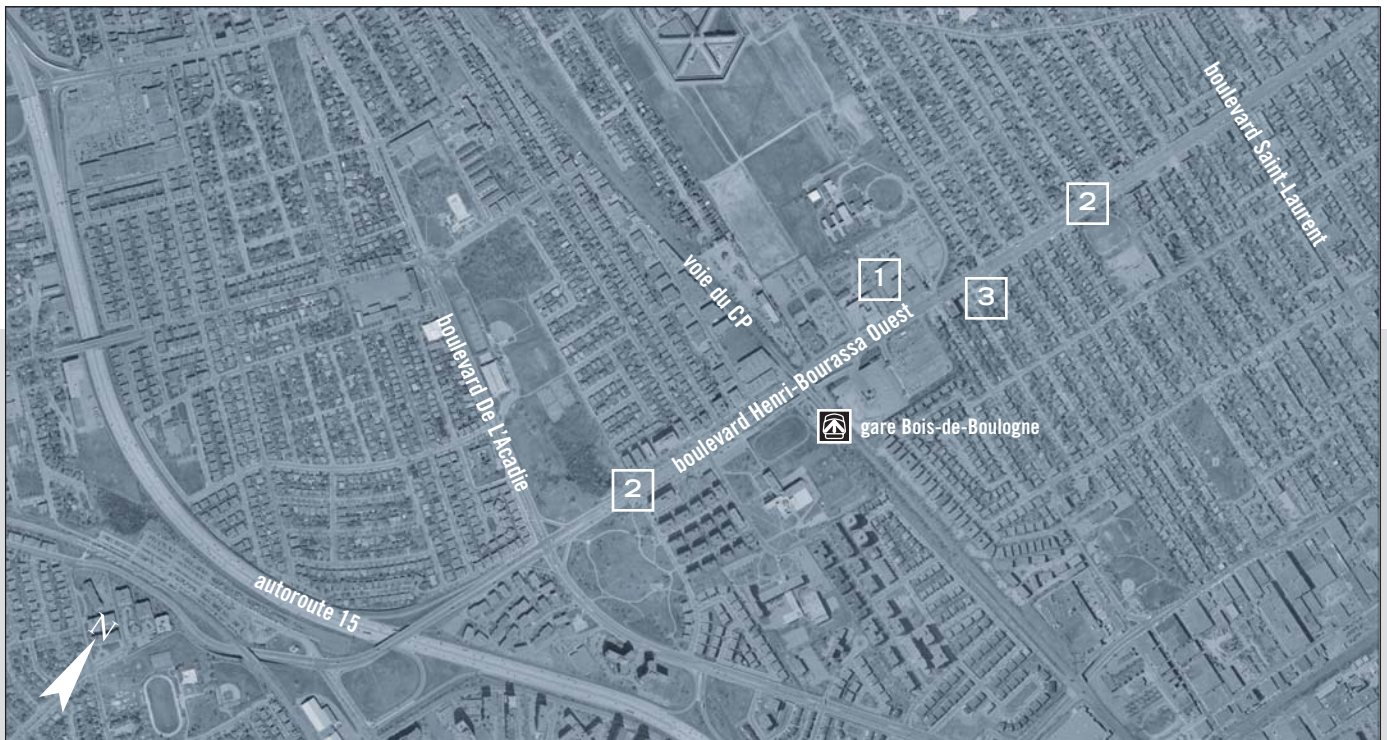 boulevard Saint-Laurent
2
voie du CP
1
3
boulevard De L'Acadie
boulevard Henri-Bourassa Ouest
gare Bois-de-Boulogne
2
autoroute 15
N